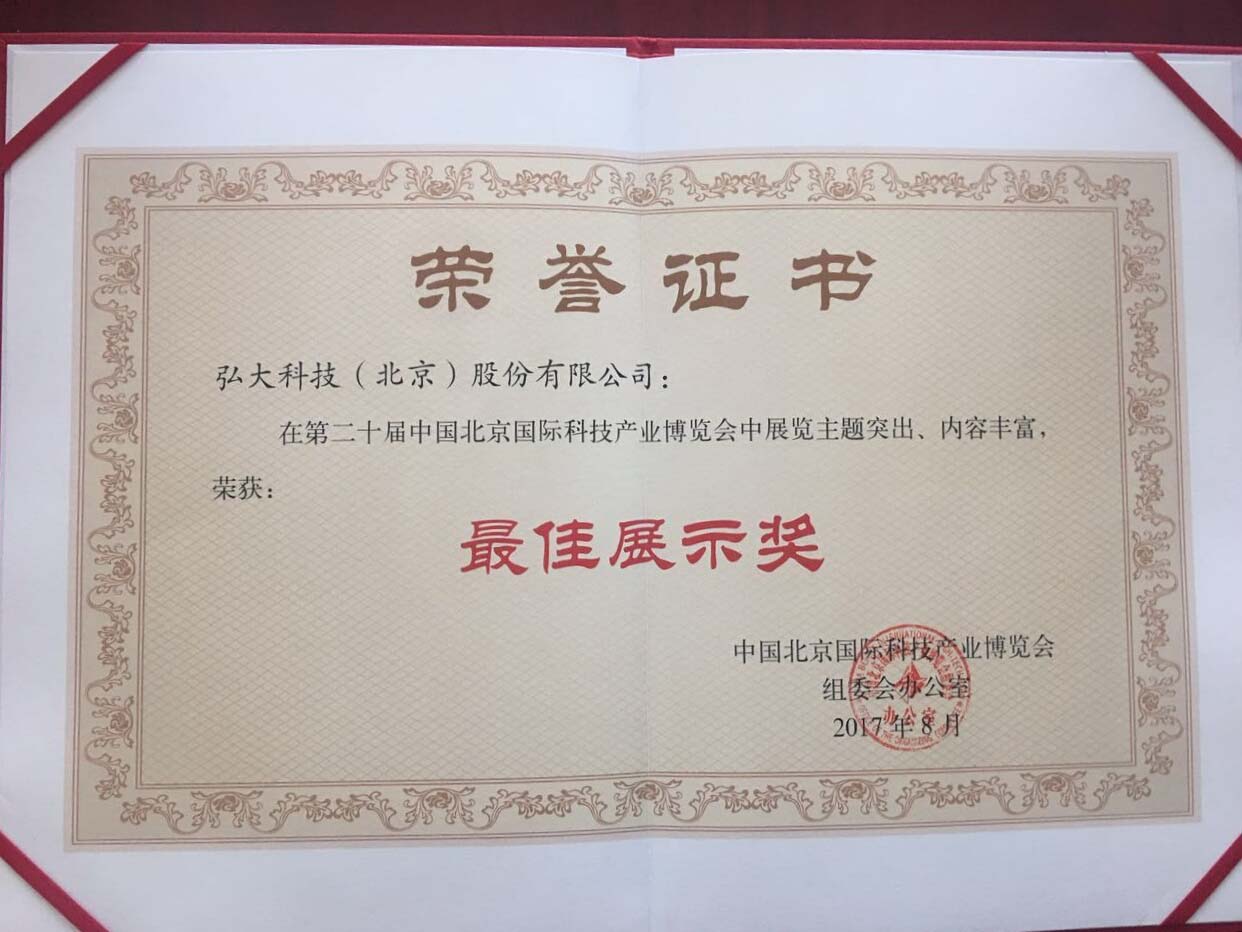 荣誉证书
弘大科技（北京）股份有限公司：
在第二十届中国北京国际科技产业博览会中展览主题突出、内容丰富，
荣获：
最佳展示奖
中国北京国际科技产业博览会
组委会办公室
2017年8月
办公室